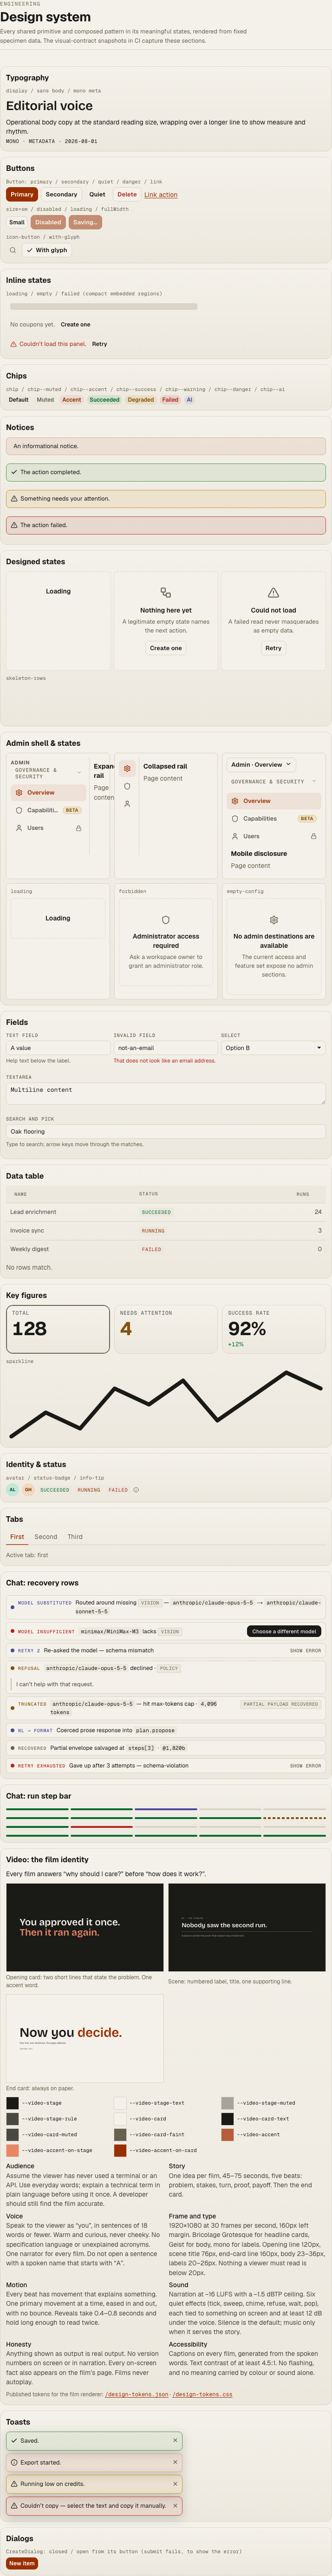 ENGINEERING
Design system
Every shared primitive and composed pattern in its meaningful states, rendered from fixed
specimen data. The visual-contract snapshots in CI capture these sections.
Typography
display / sans body / mono meta
Editorial voice
Operational body copy at the standard reading size, wrapping over a longer line to show measure and
rhythm.
MONO · METADATA · 2026-08-01
Buttons
Button: primary / secondary / quiet / danger / link
Primary Secondary Quiet Delete Link action
size=sm / disabled / loading / fullWidth
Small Disabled Saving…
icon-button / with-glyph
With glyph
Inline states
loading / empty / failed (compact embedded regions)
No coupons yet. Create one
Couldn't load this panel. Retry
Chips
chip / chip--muted / chip--accent / chip--success / chip--warning / chip--danger / chip--ai
Default Muted Accent Succeeded Degraded Failed AI
Notices
An informational notice.
The action completed.
Something needs your attention.
The action failed.
Designed states
Loading
Nothing here yet
A legitimate empty state names
the next action.
Create one
Could not load
A failed read never masquerades
as empty data.
Retry
skeleton-rows
Admin shell & states
ADMIN
GOVERNANCE &
SECURITY
Overview
Capabiliti… BETA
Users
Expand
rail
Page
conten
Collapsed rail
Page content
Admin · Overview
GOVERNANCE & SECURITY
Overview
Capabilities BETA
Users
Mobile disclosure
Page content
loading
Loading
forbidden
Administrator access
required
Ask a workspace owner to
grant an administrator role.
empty-config
No admin destinations are
available
The current access and
feature set expose no admin
sections.
Fields
TEXT FIELD INVALID FIELD SELECT
A value not-an-email Option B
Help text below the label. That does not look like an email address.
TEXTAREA
Multiline content
SEARCH AND PICK
Oak flooring
Type to search; arrow keys move through the matches.
Data table
NAME STATUS RUNS
Lead enrichment SUCCEEDED 24
Invoice sync RUNNING 3
Weekly digest FAILED 0
No rows match.
Key figures
TOTAL
128
NEEDS ATTENTION
4
SUCCESS RATE
92%
+12%
sparkline
Identity & status
avatar / status-badge / info-tip
AL GH SUCCEEDED RUNNING FAILED
Tabs
First Second Third
Active tab: first
Chat: recovery rows
MODEL SUBSTITUTED Routed around missing VISION — anthropic/claude-opus-5-5 → anthropic/claude-
sonnet-5-5
MODEL INSUFFICIENT minimax/MiniMax-M3 lacks VISION Choose a different model
RETRY 2 Re-asked the model — schema mismatch SHOW ERROR
REFUSAL anthropic/claude-opus-5-5 declined · POLICY
I can't help with that request.
TRUNCATED anthropic/claude-opus-5-5 — hit max-tokens cap · 4,096
tokens PARTIAL PAYLOAD RECOVERED
NL → FORMAT Coerced prose response into plan.propose
RECOVERED Partial envelope salvaged at steps[3] · @1,820b
RETRY EXHAUSTED Gave up after 3 attempts — schema-violation SHOW ERROR
Chat: run step bar
Video: the film identity
Every film answers "why should I care?" before "how does it work?".
You approved it once.
Then it ran again.
Nobody saw the second run.
Opening card: two short lines that state the problem. One
accent word.
Scene: numbered label, title, one supporting line.
Now you decide.
End card: always on paper.
--video-stage --video-stage-text --video-stage-muted
--video-stage-rule --video-card --video-card-text
--video-card-muted --video-card-faint --video-accent
--video-accent-on-stage --video-accent-on-card
Audience
Assume the viewer has never used a terminal or an
API. Use everyday words; explain a technical term in
plain language before using it once. A developer
should still find the film accurate.
Story
One idea per film, 45–75 seconds, five beats:
problem, stakes, turn, proof, payoff. Then the end
card.
Voice
Speak to the viewer as "you", in sentences of 18
words or fewer. Warm and curious, never cheeky. No
specification language or unexplained acronyms.
One narrator for every film. Do not open a sentence
with a spoken name that starts with "A".
Frame and type
1920×1080 at 30 frames per second, 160px left
margin. Bricolage Grotesque for headline cards,
Geist for body, mono for labels. Opening line 120px,
scene title 76px, end-card line 160px, body 23–36px,
labels 20–26px. Nothing a viewer must read is
below 20px.
Motion
Every beat has movement that explains something.
One primary movement at a time, eased in and out,
with no bounce. Reveals take 0.4–0.8 seconds and
hold long enough to read twice.
Sound
Narration at −16 LUFS with a −1.5 dBTP ceiling. Six
quiet effects (tick, sweep, chime, refuse, wait, pop),
each tied to something on screen and at least 12 dB
under the voice. Silence is the default; music only
when it serves the story.
Honesty
Anything shown as output is real output. No version
numbers on screen or in narration. Every on-screen
fact also appears on the film's page. Films never
autoplay.
Accessibility
Captions on every film, generated from the spoken
words. Text contrast of at least 4.5:1. No flashing,
and no meaning carried by colour or sound alone.
Published tokens for the film renderer: /design-tokens.json · /design-tokens.css
Toasts
Saved.
Export started.
Running low on credits.
Couldn't copy — select the text and copy it manually.
Dialogs
CreateDialog: closed / open from its button (submit fails, to show the error)
New item